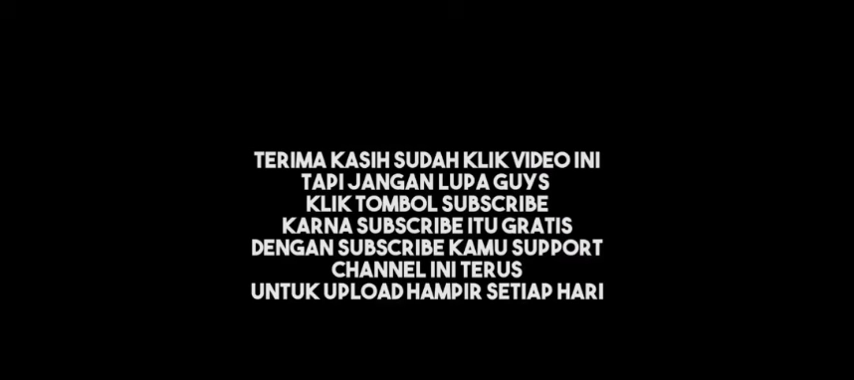 TERIMA KASIH SUDAH KLIK VIDEO INI
TAPI JANGAN LUPA GUYS
KLIK TOMBOL SUBSCRIBE
KARNA SUBSCRIBE ITU GRATIS
DENGAN SUBSCRIBE KAMU SUPPORT
CHANNEL INI TERUS
UNTUK UPLOAD HAMPIR SETIAP HARI